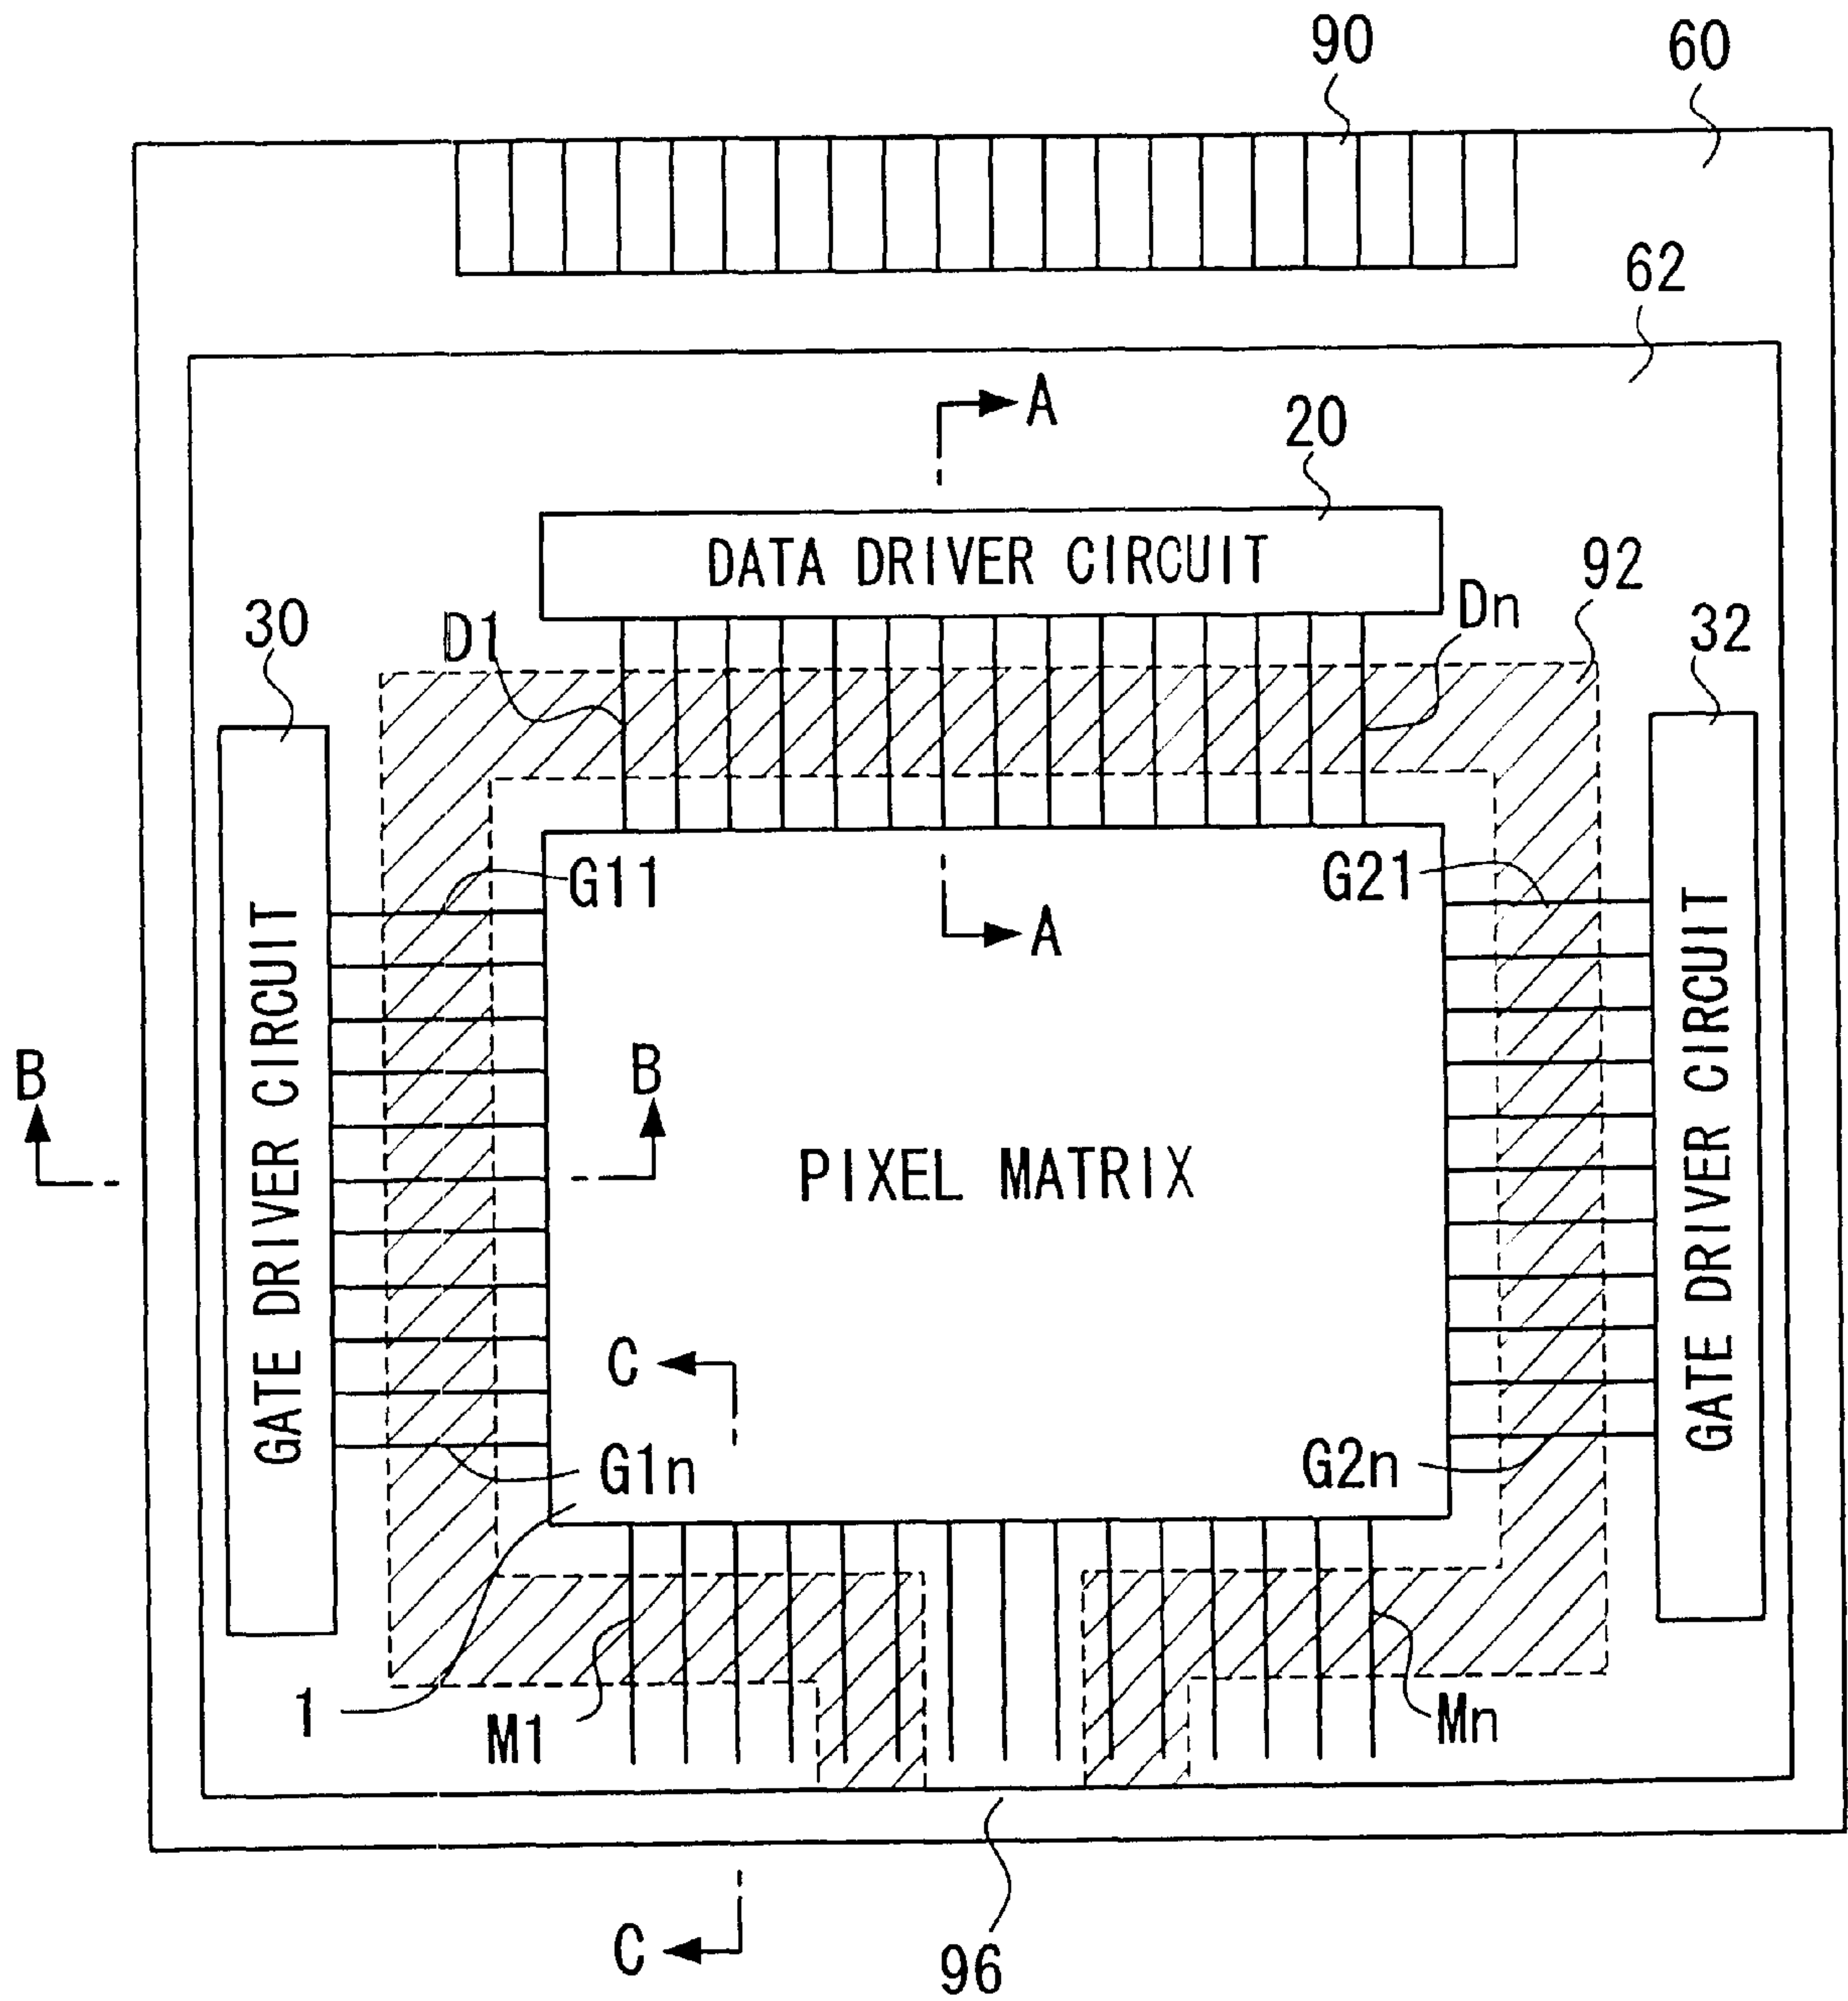 90
60
62
A
20
DATA DRIVER CIRCUIT
92
D1
Dn
30
32
G11
G21
A
GATE DRIVER CIRCUIT
GATE DRIVER CIRCUIT
B
B
PIXEL MATRIX
C
G1n
G2n
1
M1
Mn
C
96